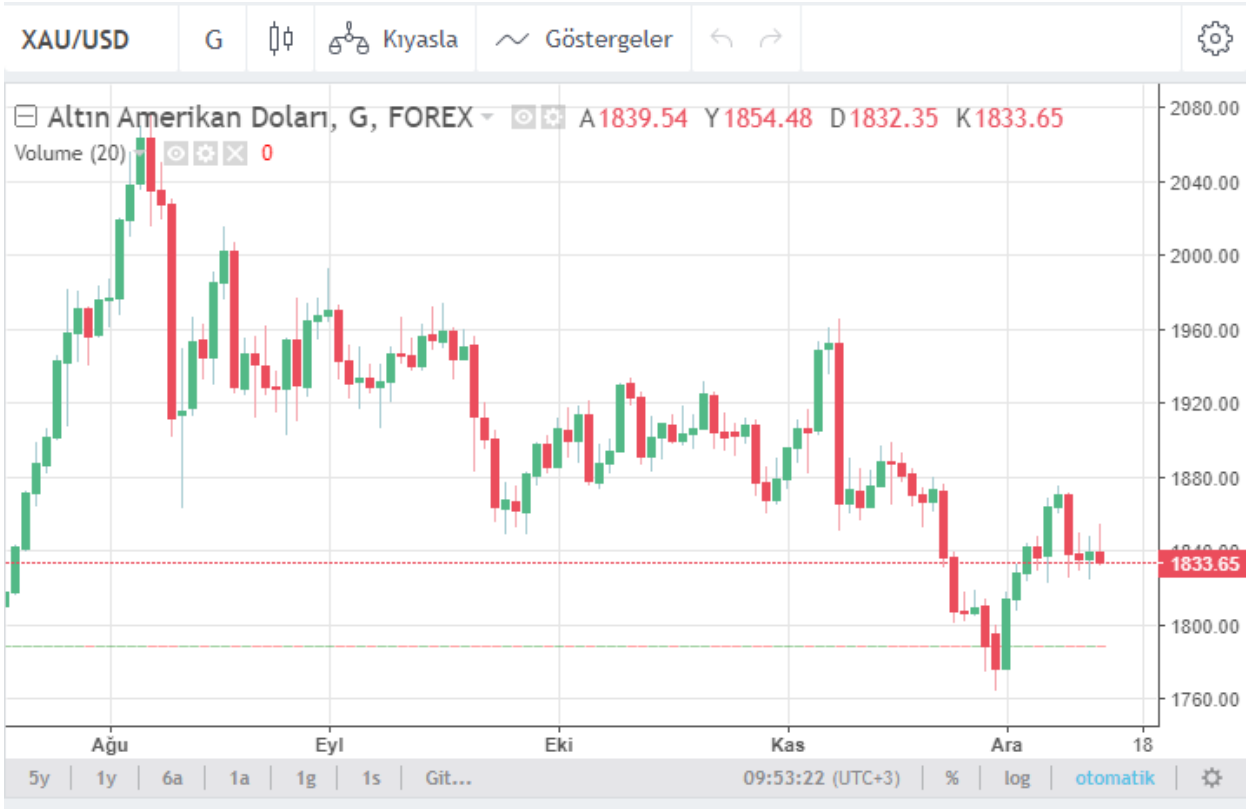 XAU/USD G Kıyasla Göstergeler
Altın Amerikan Doları, G, FOREX A1839.54 Y1854.48 D1832.35 K1833.65
Volume (20) 0
2080.00
2040.00
2000.00
1960.00
1920.00
1880.00
1840.00
1833.65
1800.00
1760.00
Ağu Eyl Eki Kas Ara 18
5y 1y 6a 1a 1g 1s Git... 09:53:22 (UTC+3) % log otomatik